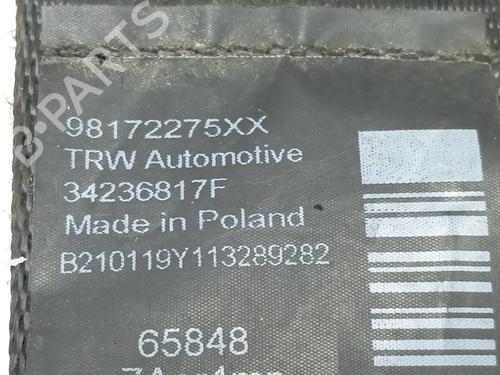 98172275XX
TRW Automotive
34236817F
Made in Poland
B210119Y113289282
65848
B-PARTS